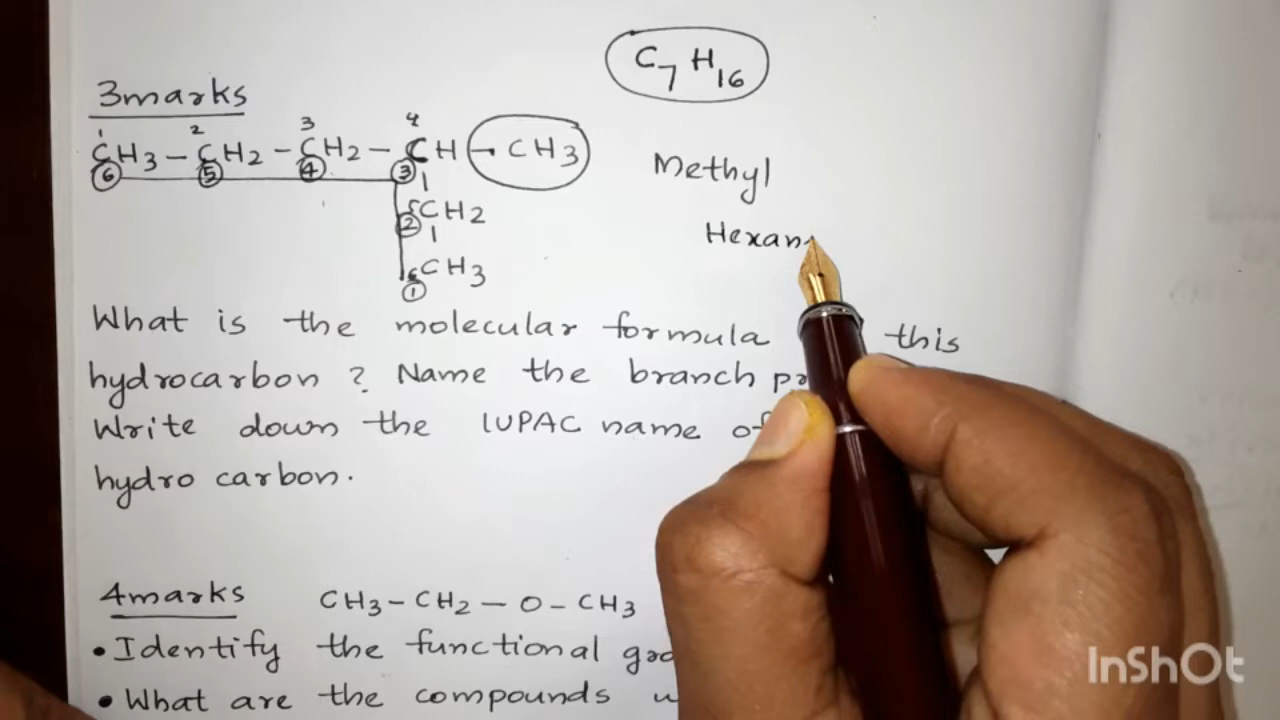 C7H16
3marks
1 2 3 4
CH3 - CH2 - CH2 - CH - CH3
6 5 4 3
Methyl
5 CH2
2
Hexan
6 CH3
1
What is the molecular formula this
hydrocarbon ? Name the branch
Write down the IUPAC name of
hydro carbon.
4marks CH3 - CH2 - O - CH3
• Identify the functional
• What are the compounds
InShOt